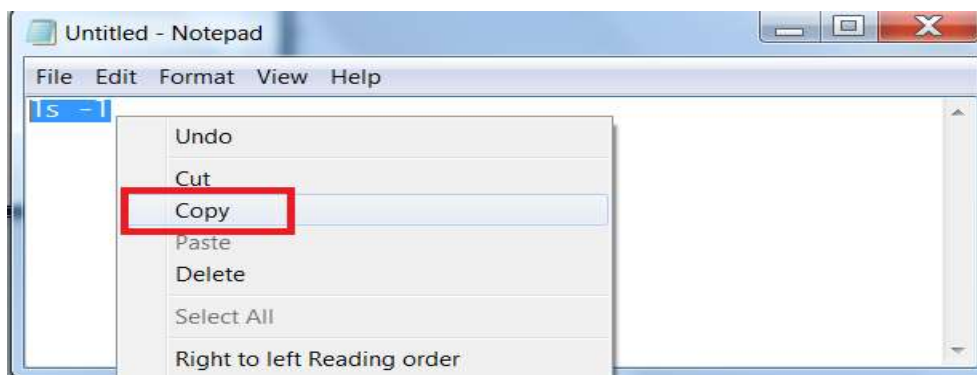 Untitled - Notepad
File Edit Format View Help
ls -l
Undo
Cut
Copy
Paste
Delete
Select All
Right to left Reading order